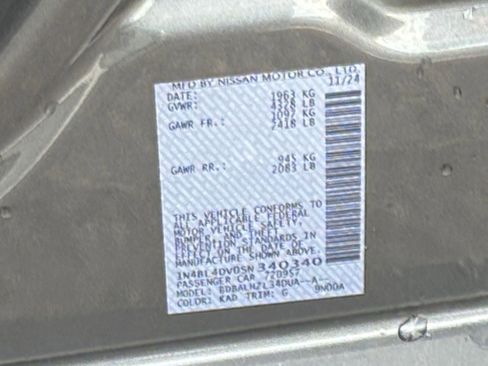 MFD BY NISSAN MOTOR CO., LTD.
DATE: 11/24
GVWR: 1963 KG
4328 LB
GAWR FR.: 1097 KG
2418 LB
GAWR RR.: 945 KG
2083 LB
THIS VEHICLE CONFORMS TO
ALL APPLICABLE FEDERAL
MOTOR VEHICLE SAFETY,
BUMPER AND THEFT
PREVENTION STANDARDS IN
EFFECT ON THE DATE OF
MANUFACTURE SHOWN ABOVE.
1N4BL4DV0SN340340
PASSENGER CAR
MODEL:
COLOR: KAD TRIM: G